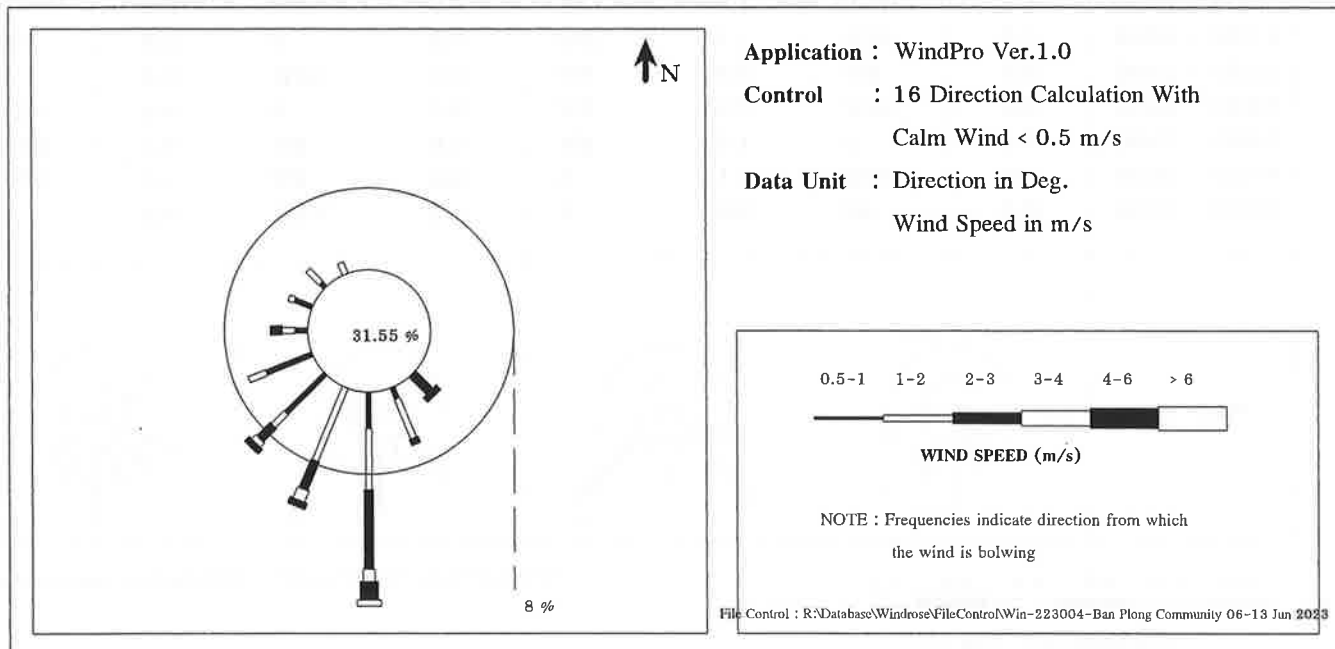 N
31.55 %
8 %
Application : WindPro Ver.1.0
Control : 16 Direction Calculation With
Calm Wind < 0.5 m/s
Data Unit : Direction in Deg.
Wind Speed in m/s
0.5-1 1-2 2-3 3-4 4-6 > 6
WIND SPEED (m/s)
NOTE : Frequencies indicate direction from which
the wind is bolwing
File Control : R:\Database\Windrose\FileControl\Win-223004-Ban Plong Community 06-13 Jun 2023